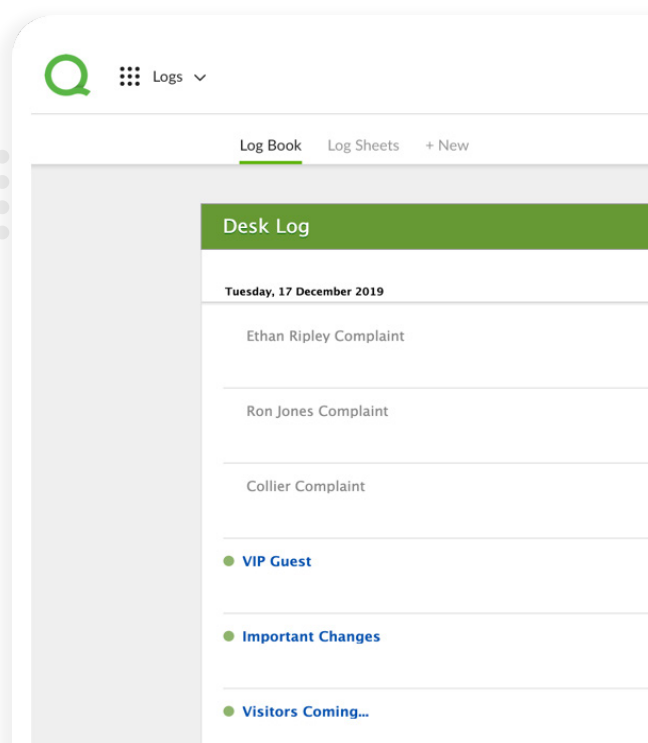 Logs
Log Book Log Sheets + New
Desk Log
Tuesday, 17 December 2019
Ethan Ripley Complaint
Ron Jones Complaint
Collier Complaint
VIP Guest
Important Changes
Visitors Coming...